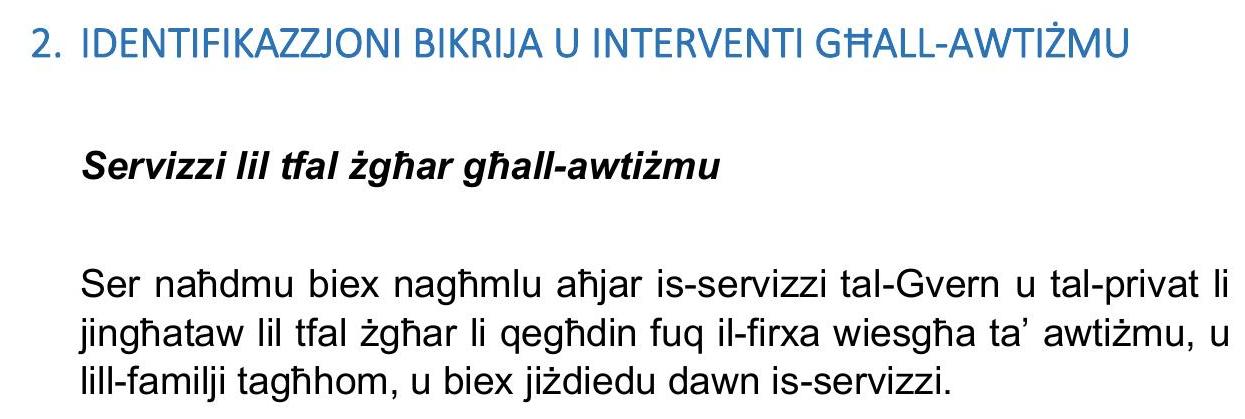 2. IDENTIFIKAZZJONI BIKRIJA U INTERVENTI GĦALL-AWTIŻMU
Servizzi lil tfal żgħar għall-awtiżmu
Ser naħdmu biex nagħmlu aħjar is-servizzi tal-Gvern u tal-privat li
jingħataw lil tfal żgħar li qegħdin fuq il-firxa wiesgħa ta’ awtiżmu, u
lill-familji tagħhom, u biex jiżdiedu dawn is-servizzi.